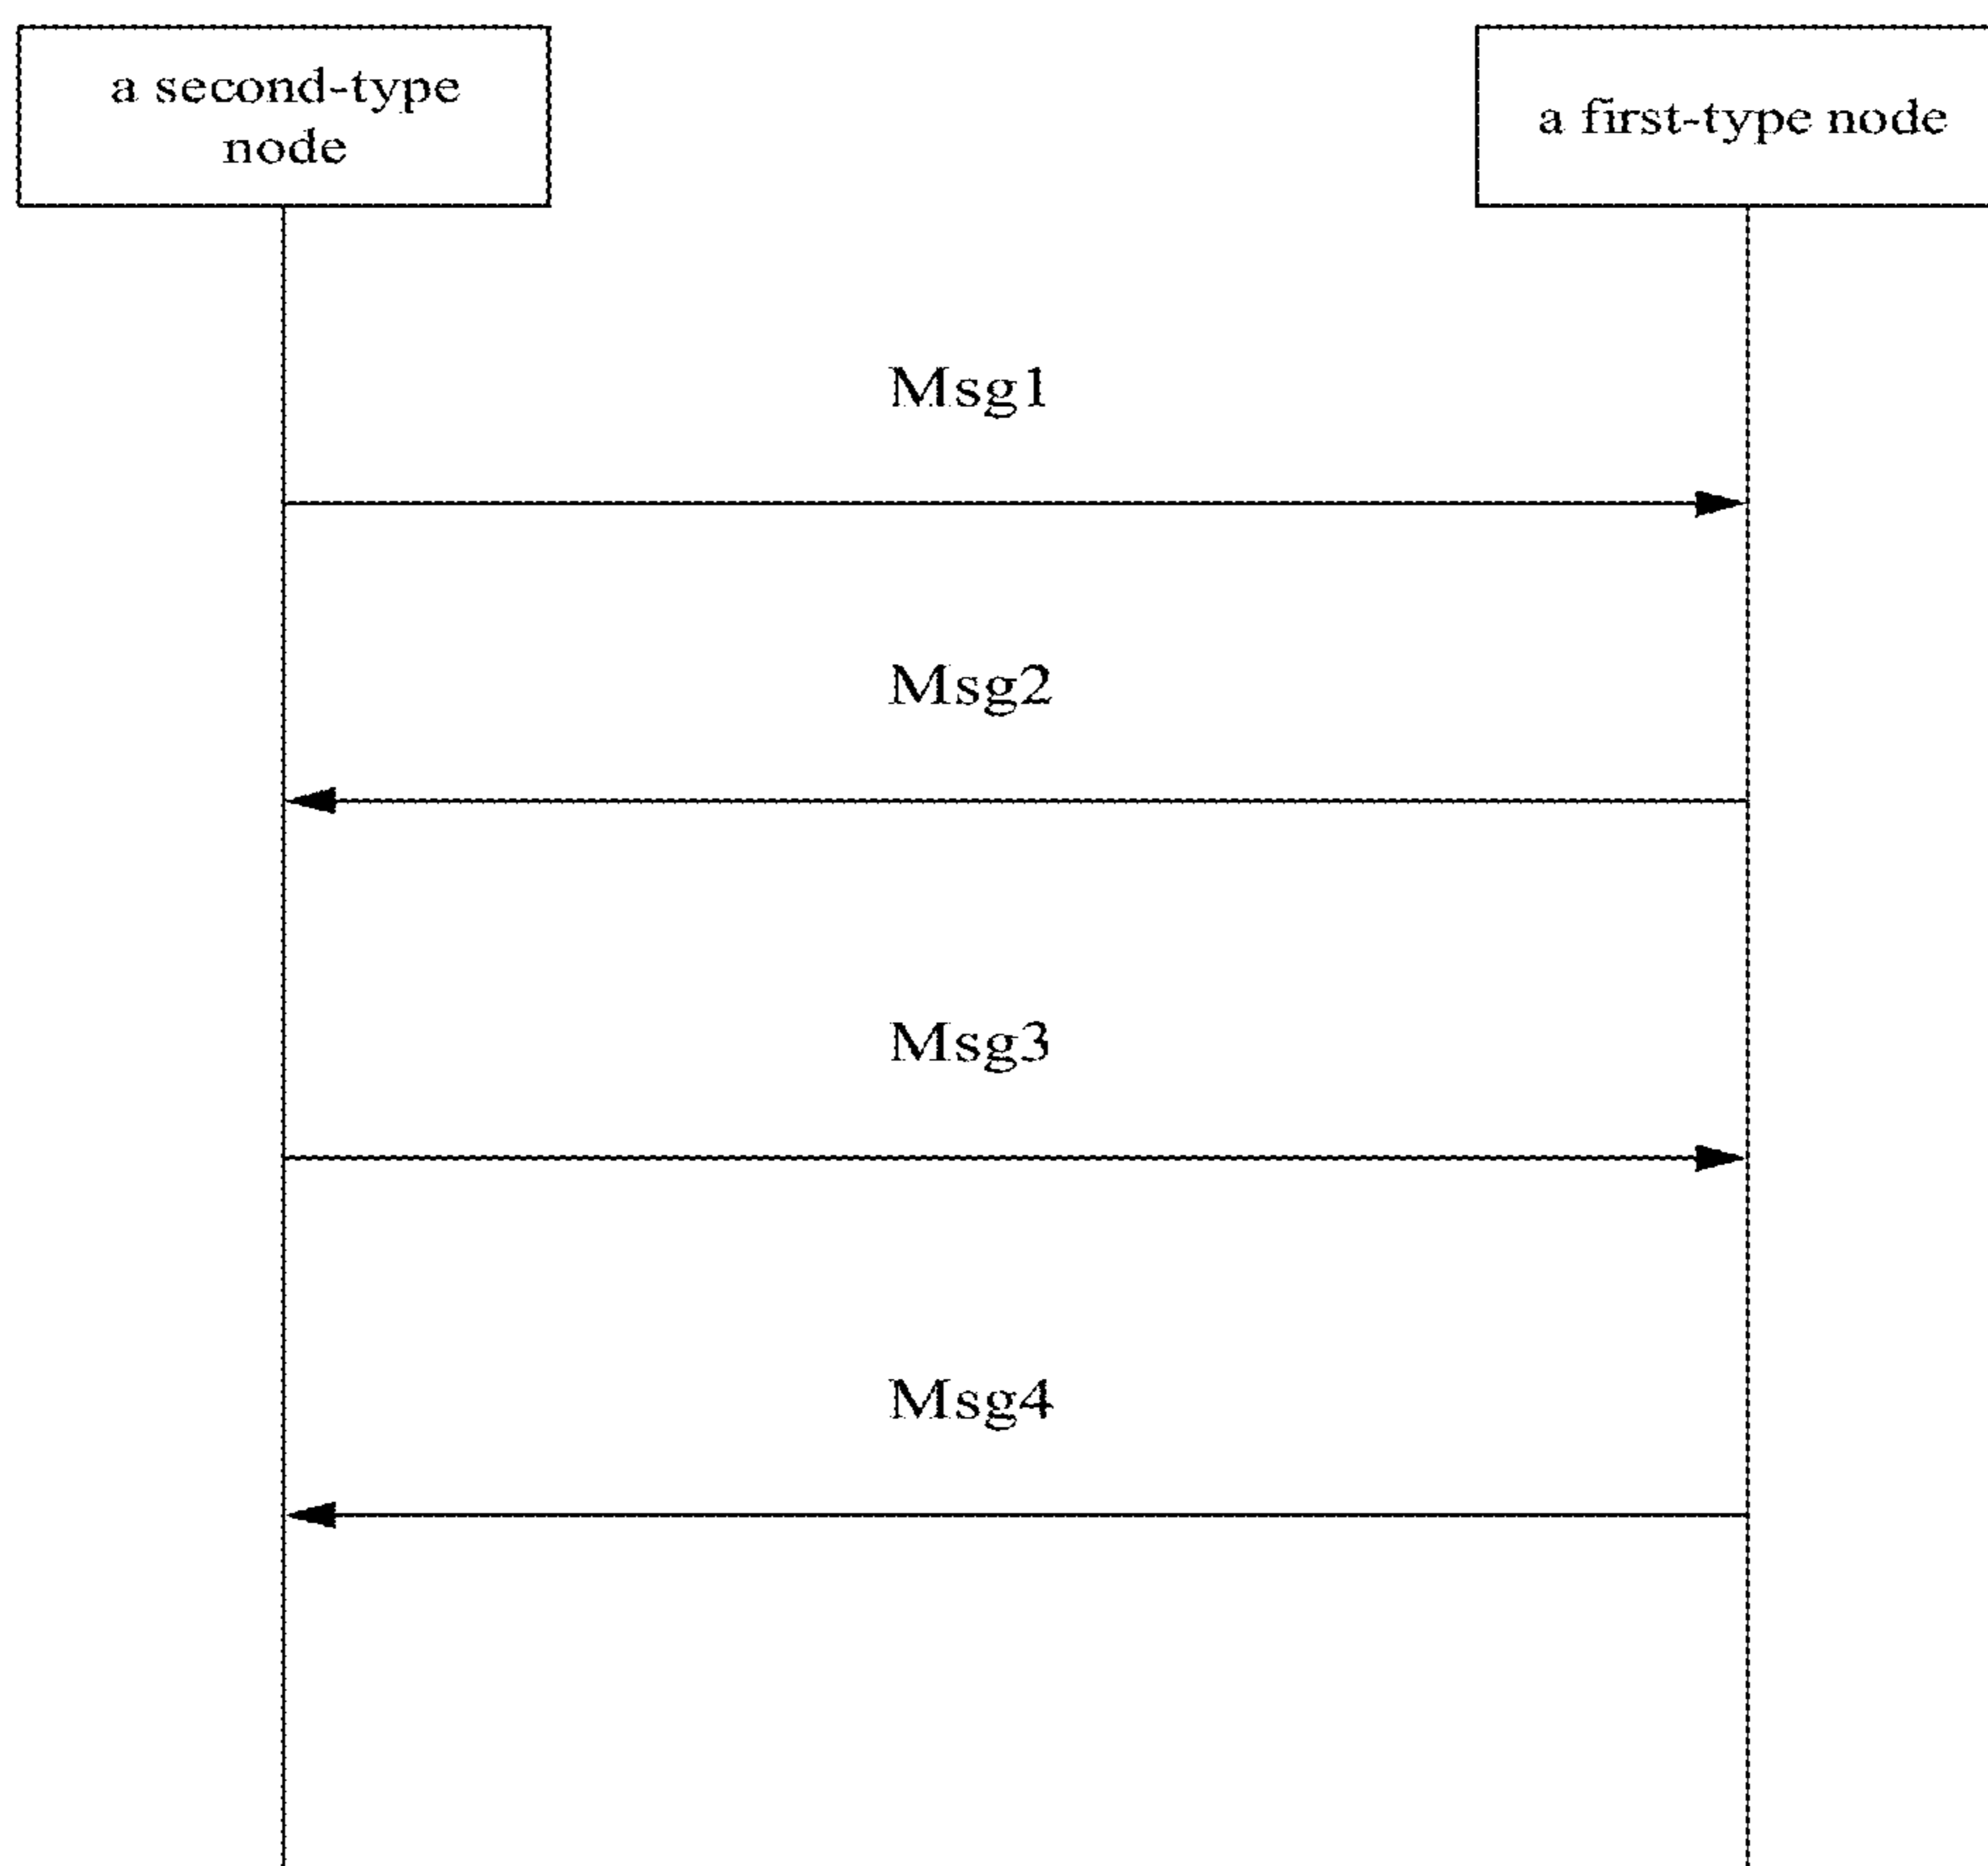 a second-type
node
a first-type node
Msg1
Msg2
Msg3
Msg4